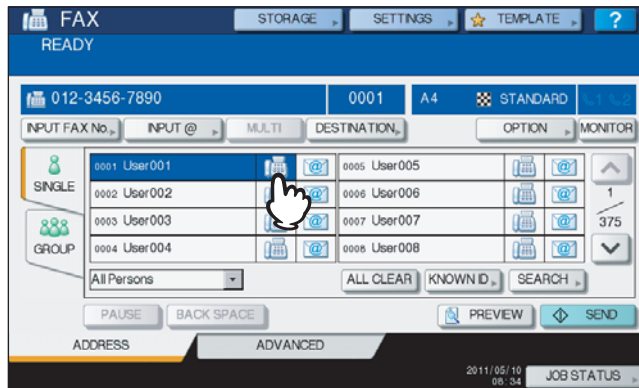 FAX STORAGE SETTINGS TEMPLATE ?
READY
012-3456-7890 0001 A4 STANDARD 1 2
INPUT FAX No. INPUT @ MULTI DESTINATION OPTION MONITOR
SINGLE
GROUP
0001 User001 @ 0005 User005 @
0002 User002 @ 0006 User006 @
0003 User003 @ 0007 User007 @
0004 User004 @ 0008 User008 @
1
375
All Persons ALL CLEAR KNOWN ID SEARCH
PAUSE BACK SPACE PREVIEW SEND
ADDRESS ADVANCED
2011/05/10
08:34 JOB STATUS